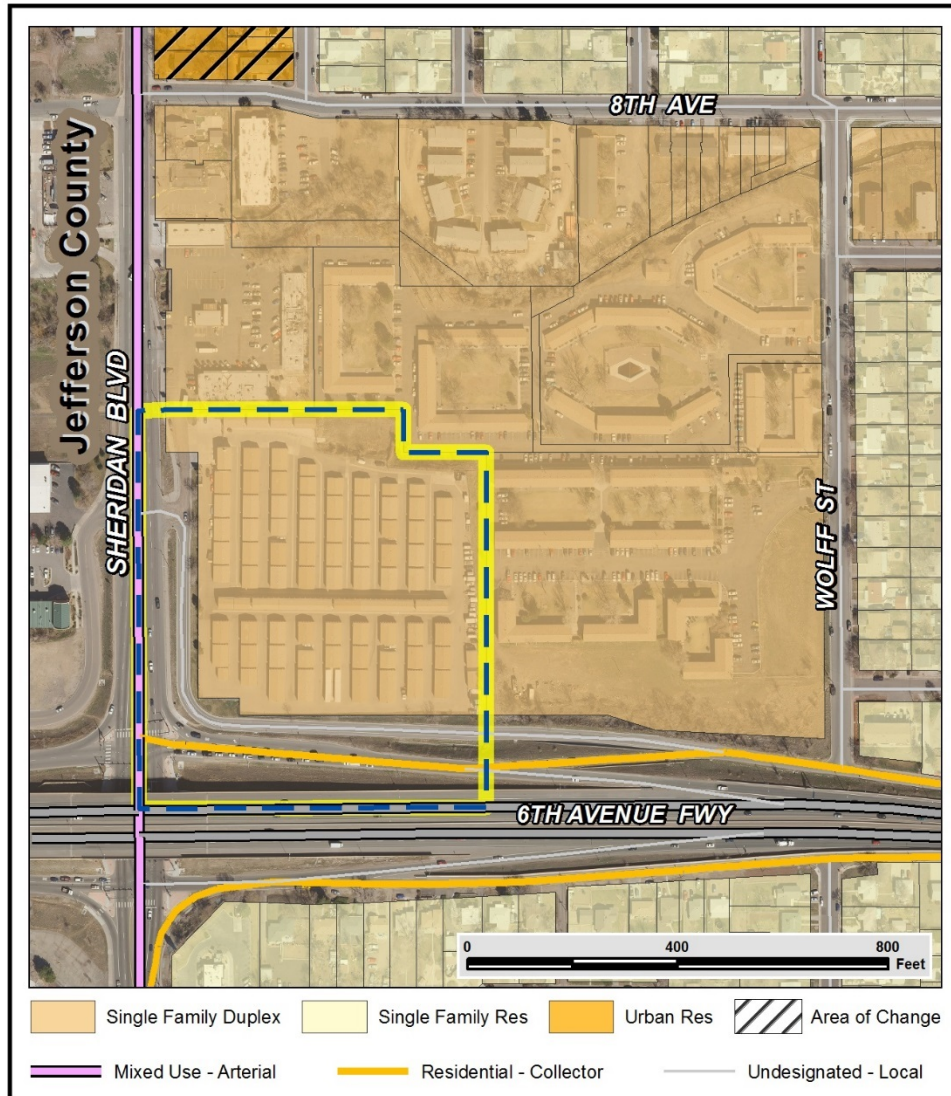 8TH AVE
Jefferson County
SHERIDAN BLVD
WOLFF ST
6TH AVENUE FWY
0 400 800
Feet
Single Family Duplex Single Family Res Urban Res Area of Change
Mixed Use - Arterial Residential - Collector Undesignated - Local